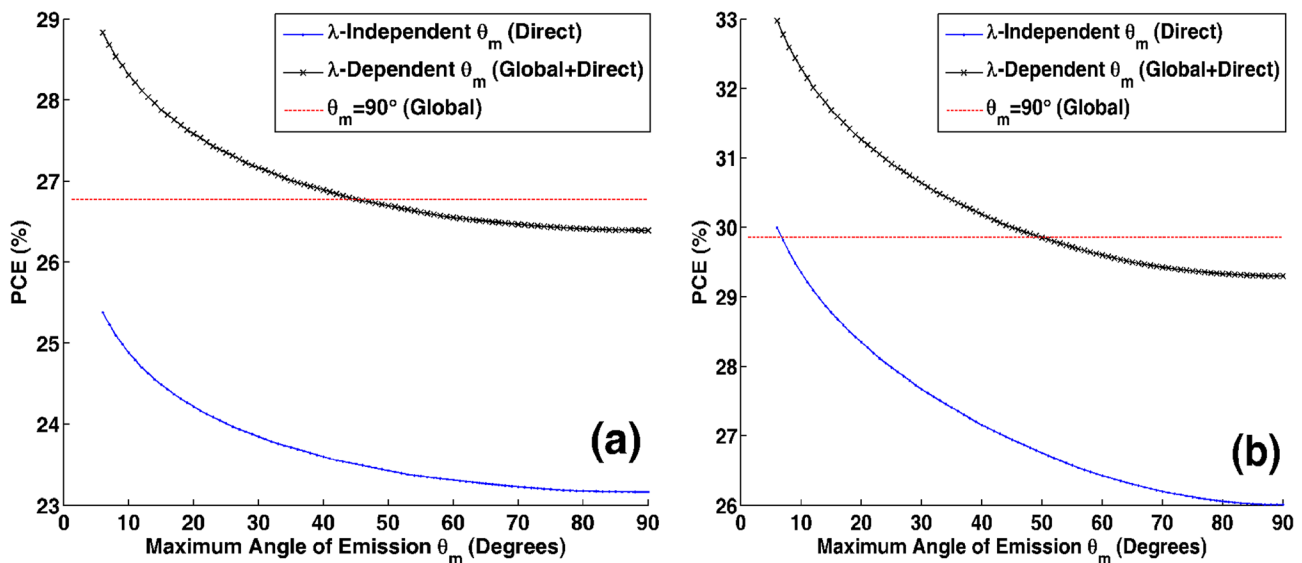 29
28
27
26
25
24
23
PCE (%)
0 10 20 30 40 50 60 70 80 90
Maximum Angle of Emission θm (Degrees)
λ-Independent θm (Direct)
λ-Dependent θm (Global+Direct)
θm=90° (Global)
(a)
33
32
31
30
29
28
27
26
PCE (%)
0 10 20 30 40 50 60 70 80 90
Maximum Angle of Emission θm (Degrees)
λ-Independent θm (Direct)
λ-Dependent θm (Global+Direct)
θm=90° (Global)
(b)